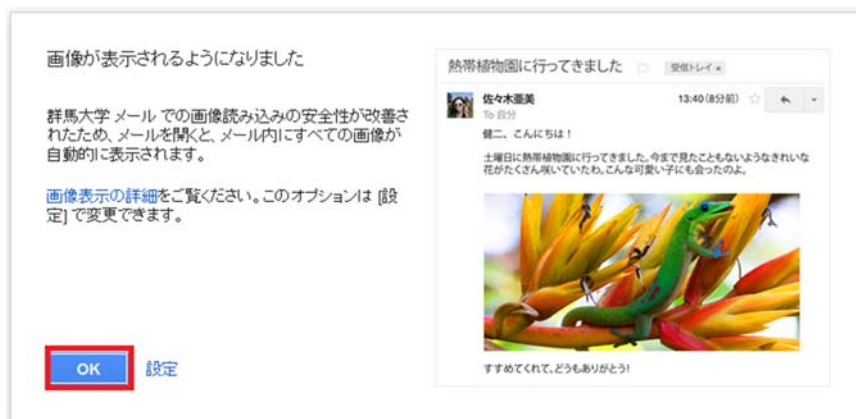 画像が表示されるようになりました
群馬大学 メール での画像読み込みの安全性が改善さ
れたため、メールを開くと、メール内にすべての画像が
自動的に表示されます。
画像表示の詳細をご覧ください。このオプションは [設
定] で変更できます。
OK 設定
熱帯植物園に行ってきました 受信トレイ x
佐々木亜美 13:40 (8分前)
To 自分
健二、こんにちは！
土曜日に熱帯植物園に行ってきました。今まで見たこともないようなきれいな
花がたくさん咲いていたわ。こんな可愛い子にも会ったのよ。
すすめてくれて、どうもありがとう!